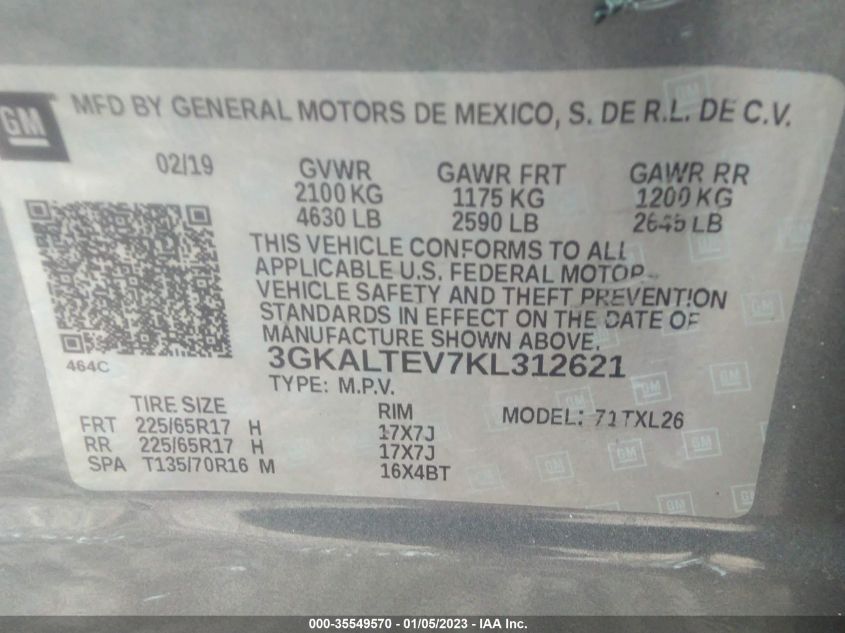 GM
MFD BY GENERAL MOTORS DE MEXICO, S. DE R.L. DE C.V.
02/19 GVWR GAWR FRT GAWR RR
2100 KG 1175 KG 1200 KG
4630 LB 2590 LB 2645 LB
THIS VEHICLE CONFORMS TO ALL
APPLICABLE U.S. FEDERAL MOTOR
VEHICLE SAFETY AND THEFT PREVENTION
STANDARDS IN EFFECT ON THE DATE OF
MANUFACTURE SHOWN ABOVE.
464C 3GKALTEV7KL312621
TYPE: M.P.V.
TIRE SIZE RIM MODEL: 71TXL26
FRT 225/65R17 H 17X7J
RR 225/65R17 H 17X7J
SPA T135/70R16 M 16X4BT
000-35549570 - 01/05/2023 - IAA Inc.